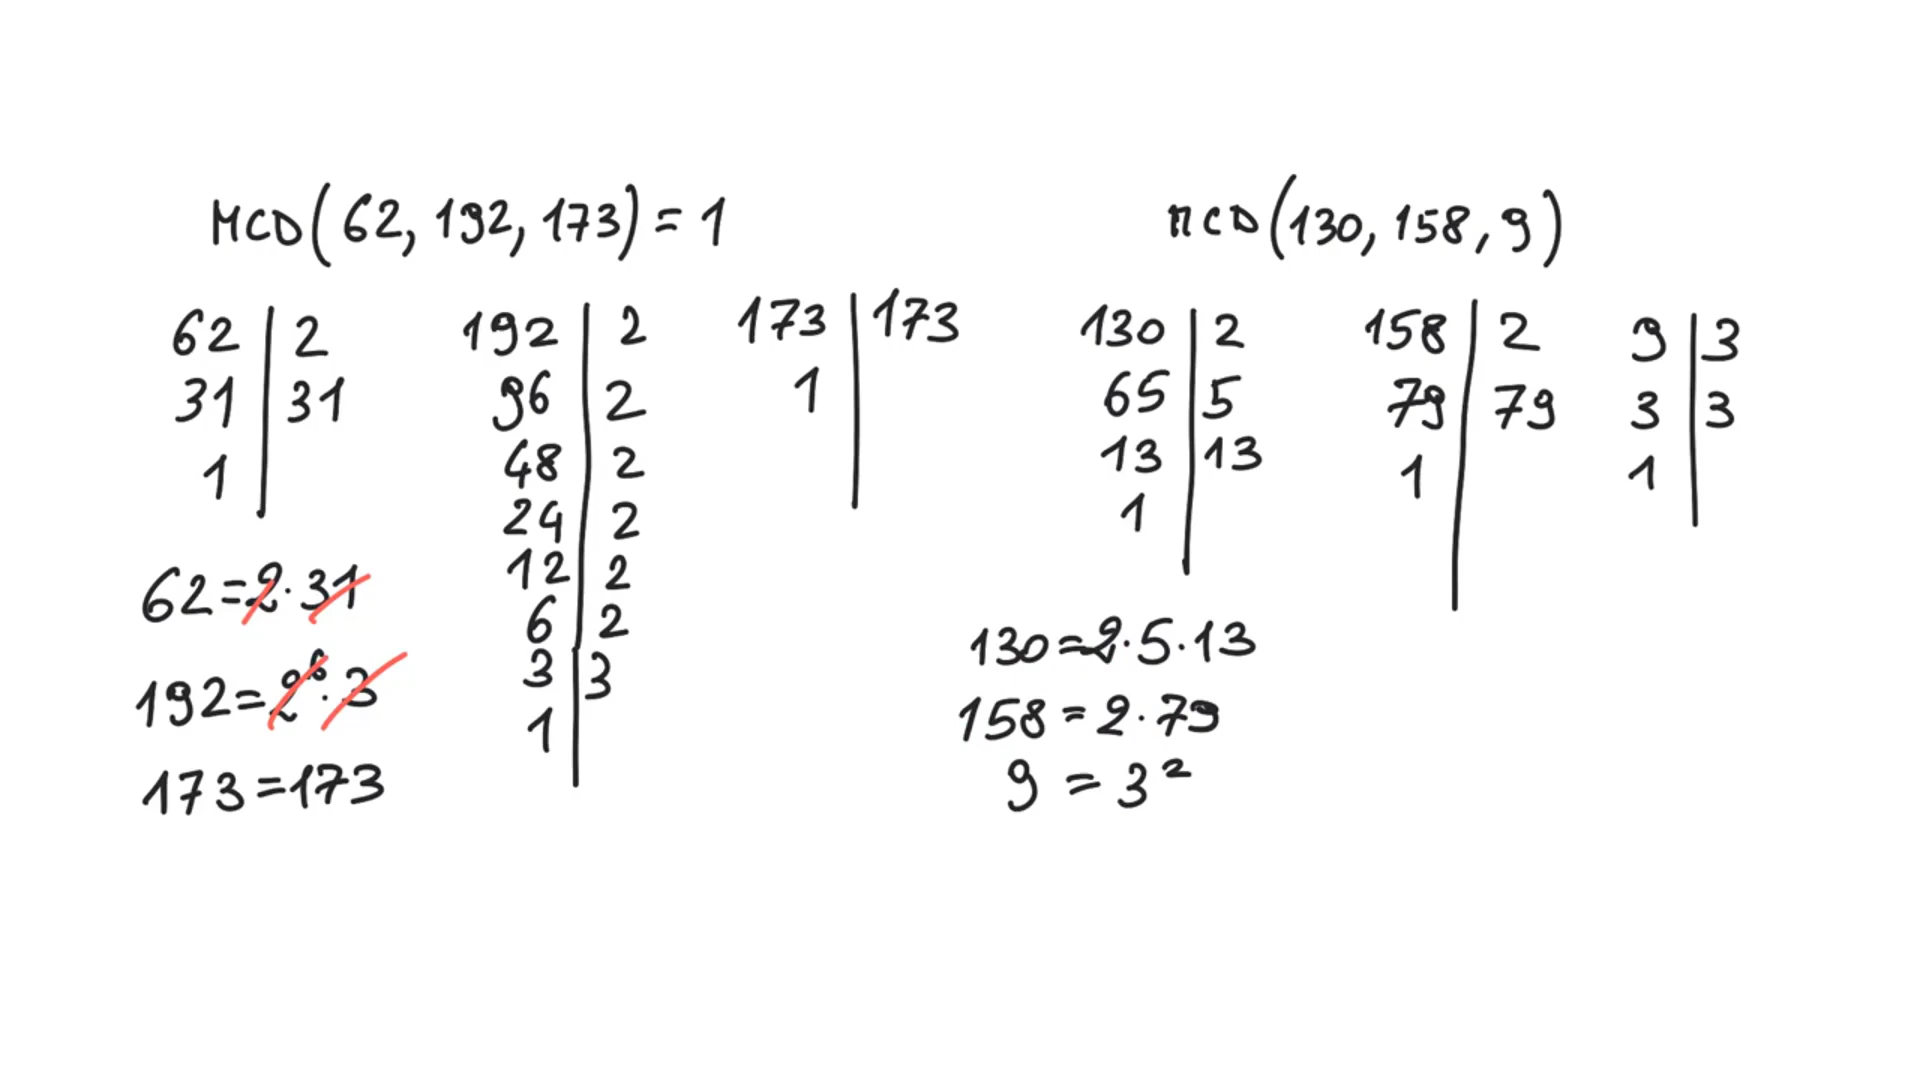 MCD(62, 192, 173) = 1
62 | 2
31 | 31
1 |
192 | 2
96 | 2
48 | 2
24 | 2
12 | 2
6 | 2
3 | 3
1 |
173 | 173
1 |
62=2·31
192=2⁶·3
173=173
MCD(130, 158, 9)
130 | 2
65 | 5
13 | 13
1 |
158 | 2
79 | 79
1 |
9 | 3
3 | 3
1 |
130=2·5·13
158=2·79
9 = 3²